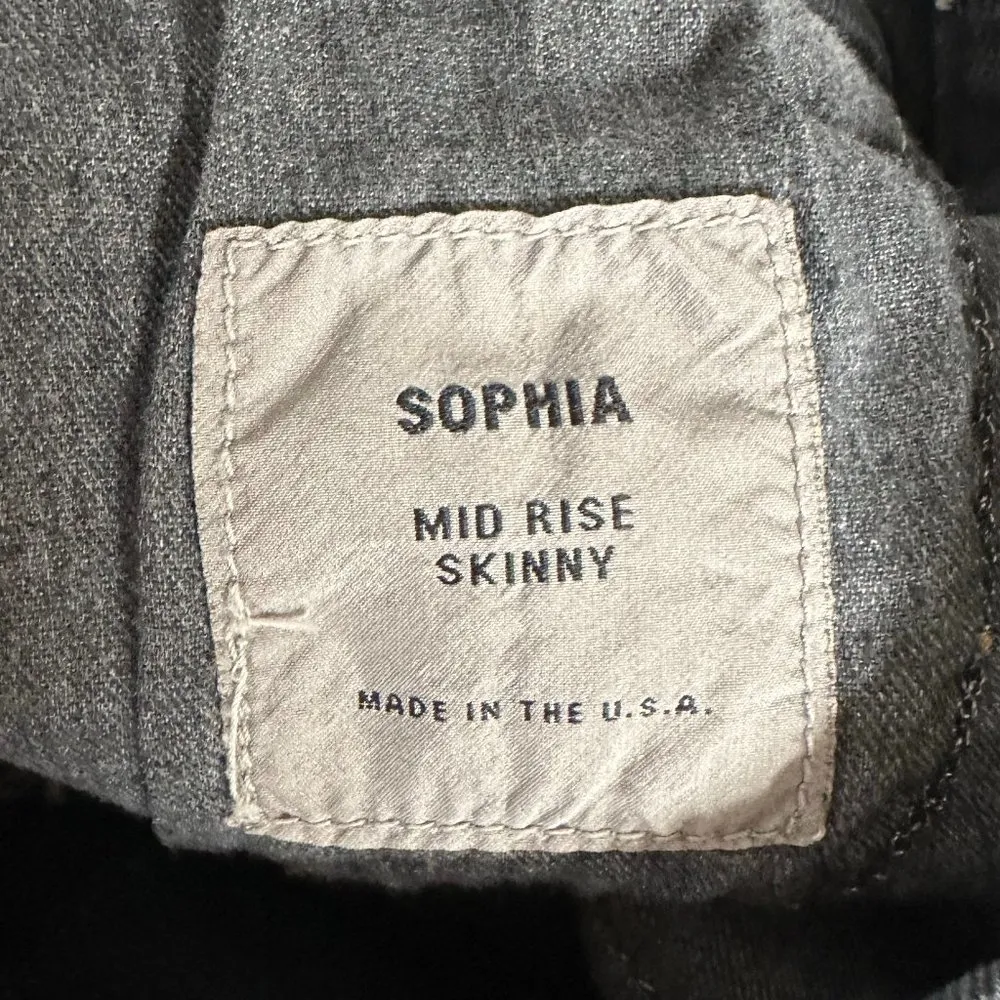 SOPHIA
MID RISE
SKINNY
MADE IN THE U.S.A.